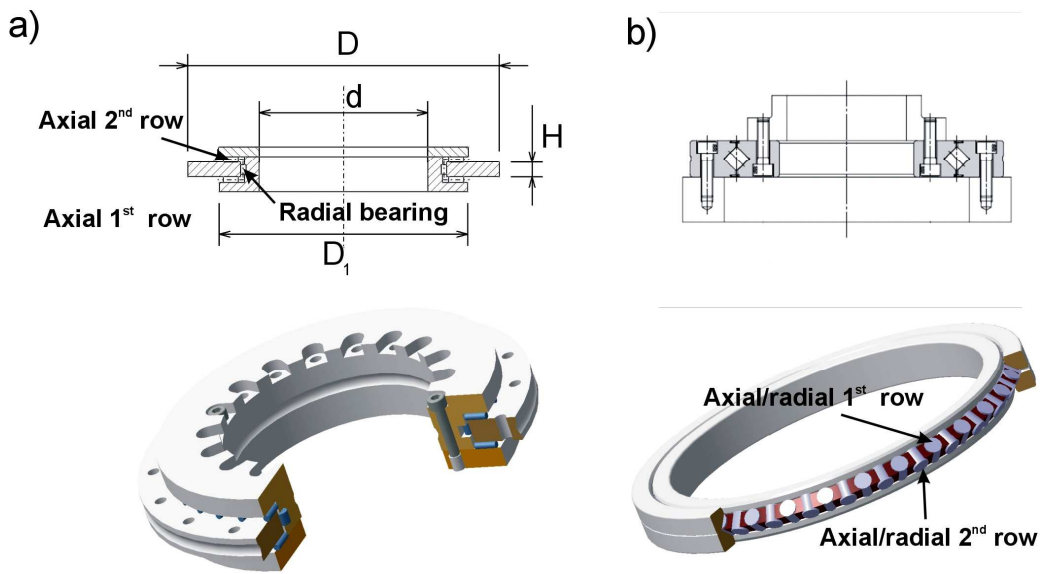 a)
D
d
Axial 2nd row
H
Radial bearing
Axial 1st row
D1
b)
Axial/radial 1st row
Axial/radial 2nd row